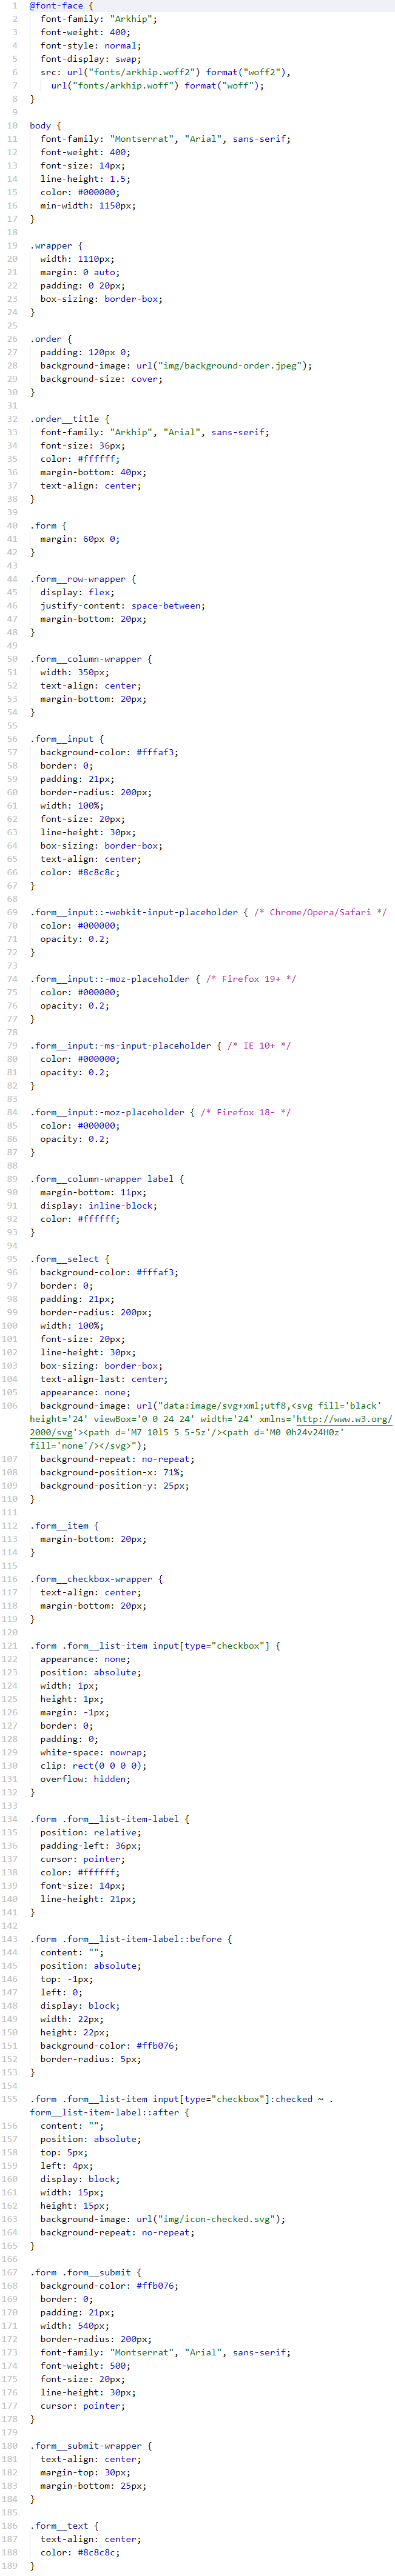 1 @font-face {
2 font-family: "Arkhip";
3 font-weight: 400;
4 font-style: normal;
5 font-display: swap;
6 src: url("fonts/arkhip.woff2") format("woff2"),
7 url("fonts/arkhip.woff") format("woff");
8 }
9
10 body {
11 font-family: "Montserrat", "Arial", sans-serif;
12 font-weight: 400;
13 font-size: 14px;
14 line-height: 1.5;
15 color: #000000;
16 min-width: 1150px;
17 }
18
19 .wrapper {
20 width: 1110px;
21 margin: 0 auto;
22 padding: 0 20px;
23 box-sizing: border-box;
24 }
25
26 .order {
27 padding: 120px 0;
28 background-image: url("img/background-order.jpeg");
29 background-size: cover;
30 }
31
32 .order__title {
33 font-family: "Arkhip", "Arial", sans-serif;
34 font-size: 36px;
35 color: #ffffff;
36 margin-bottom: 40px;
37 text-align: center;
38 }
39
40 .form {
41 margin: 60px 0;
42 }
43
44 .form__row-wrapper {
45 display: flex;
46 justify-content: space-between;
47 margin-bottom: 20px;
48 }
49
50 .form__column-wrapper {
51 width: 350px;
52 text-align: center;
53 margin-bottom: 20px;
54 }
55
56 .form__input {
57 background-color: #fffaf3;
58 border: 0;
59 padding: 21px;
60 border-radius: 200px;
61 width: 100%;
62 font-size: 20px;
63 line-height: 30px;
64 box-sizing: border-box;
65 text-align: center;
66 color: #8c8c8c;
67 }
68
69 .form__input::-webkit-input-placeholder { /* Chrome/Opera/Safari */
70 color: #000000;
71 opacity: 0.2;
72 }
73
74 .form__input::-moz-placeholder { /* Firefox 19+ */
75 color: #000000;
76 opacity: 0.2;
77 }
78
79 .form__input:-ms-input-placeholder { /* IE 10+ */
80 color: #000000;
81 opacity: 0.2;
82 }
83
84 .form__input:-moz-placeholder { /* Firefox 18- */
85 color: #000000;
86 opacity: 0.2;
87 }
88
89 .form__column-wrapper label {
90 margin-bottom: 11px;
91 display: inline-block;
92 color: #ffffff;
93 }
94
95 .form__select {
96 background-color: #fffaf3;
97 border: 0;
98 padding: 21px;
99 border-radius: 200px;
100 width: 100%;
101 font-size: 20px;
102 line-height: 30px;
103 box-sizing: border-box;
104 text-align-last: center;
105 appearance: none;
106 background-image: url("data:image/svg+xml;utf8,<svg fill='black'
height='24' viewBox='0 0 24 24' width='24' xmlns='http://www.w3.org/
2000/svg'><path d='M7 10l5 5 5-5z'/><path d='M0 0h24v24H0z'
fill='none'/></svg>");
107 background-repeat: no-repeat;
108 background-position-x: 71%;
109 background-position-y: 25px;
110 }
111
112 .form__item {
113 margin-bottom: 20px;
114 }
115
116 .form__checkbox-wrapper {
117 text-align: center;
118 margin-bottom: 20px;
119 }
120
121 .form .form__list-item input[type="checkbox"] {
122 appearance: none;
123 position: absolute;
124 width: 1px;
125 height: 1px;
126 margin: -1px;
127 border: 0;
128 padding: 0;
129 white-space: nowrap;
130 clip: rect(0 0 0 0);
131 overflow: hidden;
132 }
133
134 .form .form__list-item-label {
135 position: relative;
136 padding-left: 36px;
137 cursor: pointer;
138 color: #ffffff;
139 font-size: 14px;
140 line-height: 21px;
141 }
142
143 .form .form__list-item-label::before {
144 content: "";
145 position: absolute;
146 top: -1px;
147 left: 0;
148 display: block;
149 width: 22px;
150 height: 22px;
151 background-color: #ffb076;
152 border-radius: 5px;
153 }
154
155 .form .form__list-item input[type="checkbox"]:checked ~ .
form__list-item-label::after {
156 content: "";
157 position: absolute;
158 top: 5px;
159 left: 4px;
160 display: block;
161 width: 15px;
162 height: 15px;
163 background-image: url("img/icon-checked.svg");
164 background-repeat: no-repeat;
165 }
166
167 .form .form__submit {
168 background-color: #ffb076;
169 border: 0;
170 padding: 21px;
171 width: 540px;
172 border-radius: 200px;
173 font-family: "Montserrat", "Arial", sans-serif;
174 font-weight: 500;
175 font-size: 20px;
176 line-height: 30px;
177 cursor: pointer;
178 }
179
180 .form__submit-wrapper {
181 text-align: center;
182 margin-top: 30px;
183 margin-bottom: 25px;
184 }
185
186 .form__text {
187 text-align: center;
188 color: #8c8c8c;
189 }